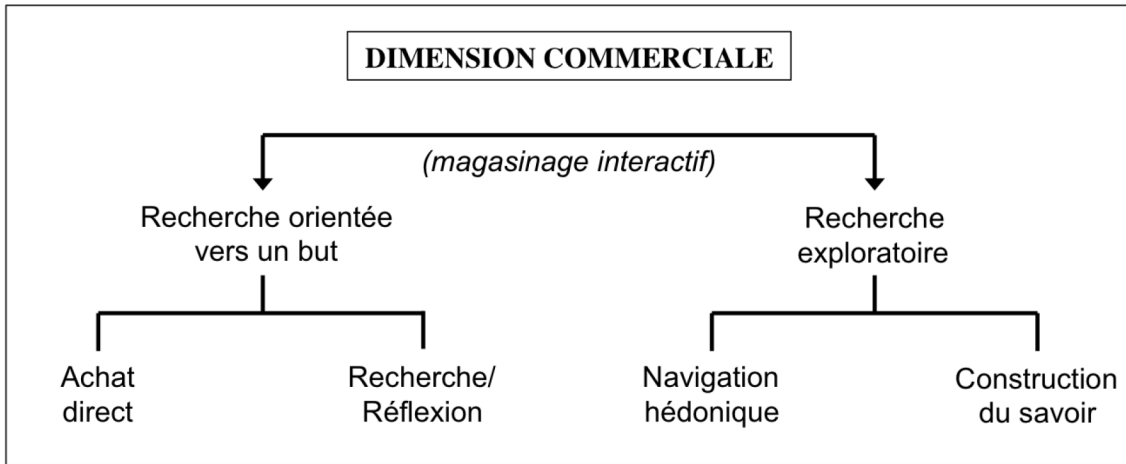 DIMENSION COMMERCIALE
(magasinage interactif)
Recherche orientée
vers un but
Recherche
exploratoire
Achat
direct
Recherche/
Réflexion
Navigation
hédonique
Construction
du savoir